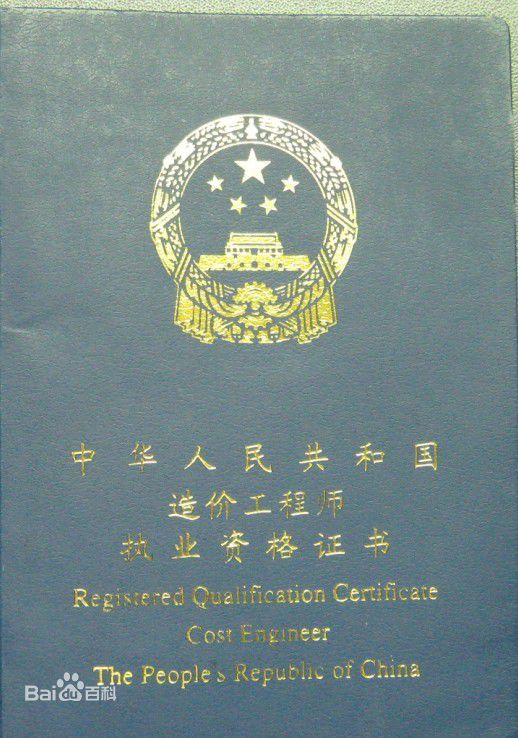 中华人民共和国
造价工程师
执业资格证书
Registered Qualification Certificate
Cost Engineer
The People's Republic of China
Bai百科